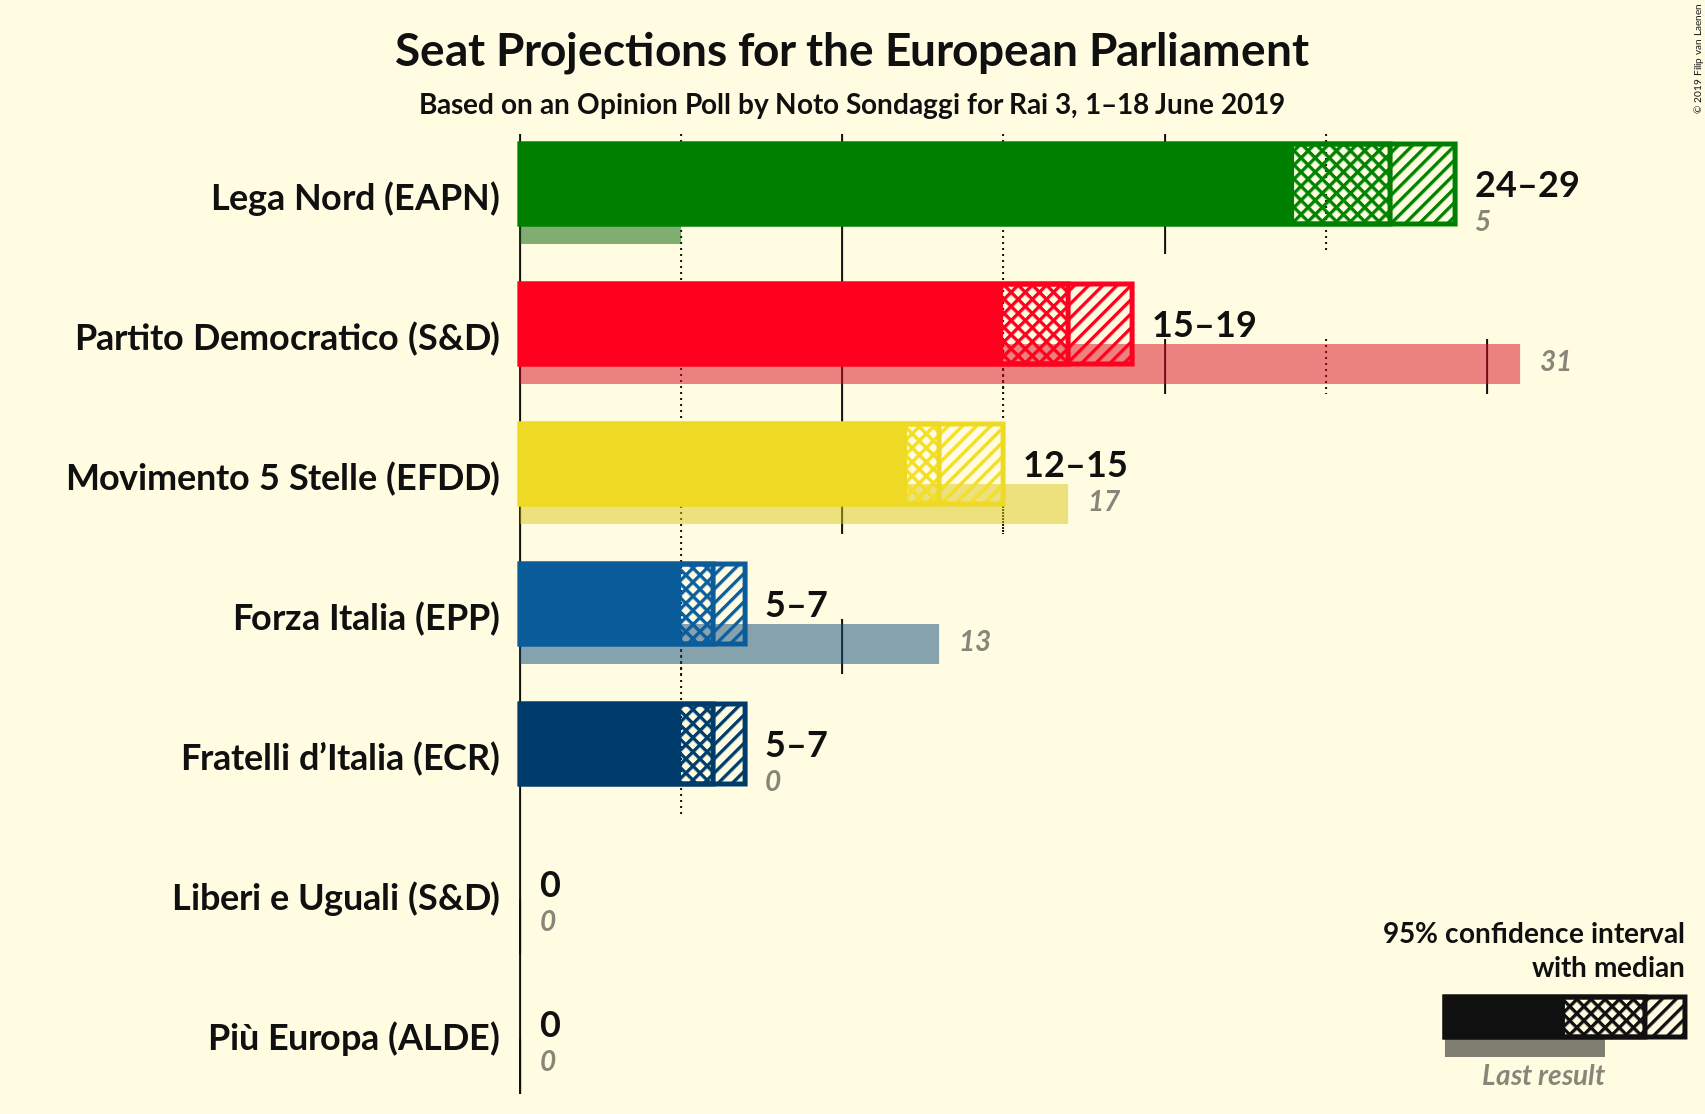 Seat Projections for the European Parliament
Based on an Opinion Poll by Noto Sondaggi for Rai 3, 1–18 June 2019
© 2019 Filip van Laenen
Lega Nord (EAPN)
24–29
5
Partito Democratico (S&D)
15–19
31
Movimento 5 Stelle (EFDD)
12–15
17
Forza Italia (EPP)
5–7
13
Fratelli d’Italia (ECR)
5–7
0
Liberi e Uguali (S&D)
0
0
Più Europa (ALDE)
0
0
95% confidence interval
with median
Last result